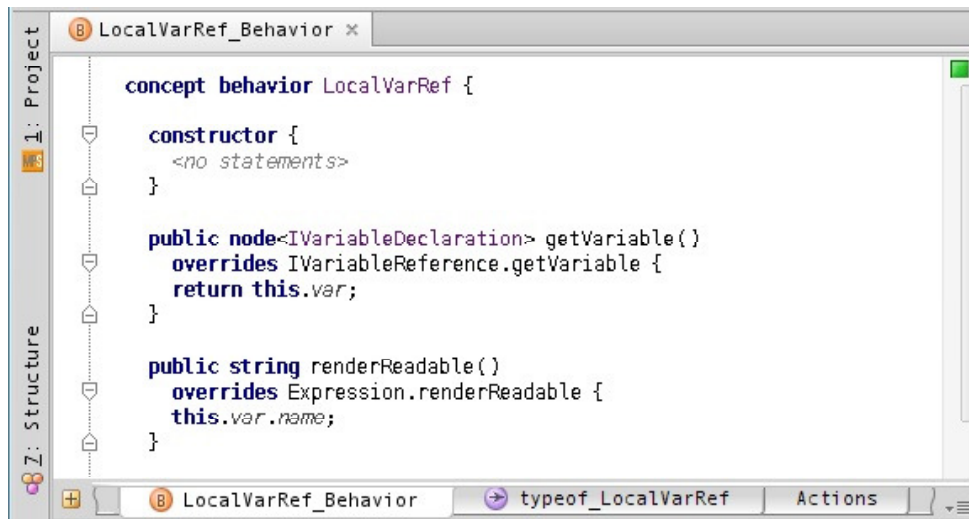 LocalVarRef_Behavior ×
1: Project
MPS
concept behavior LocalVarRef {
constructor {
<no statements>
}
public node<IVariableDeclaration> getVariable()
overrides IVariableReference.getVariable {
return this.var;
}
public string renderReadable()
overrides Expression.renderReadable {
this.var.name;
}
Z: Structure
B LocalVarRef_Behavior typeof_LocalVarRef Actions